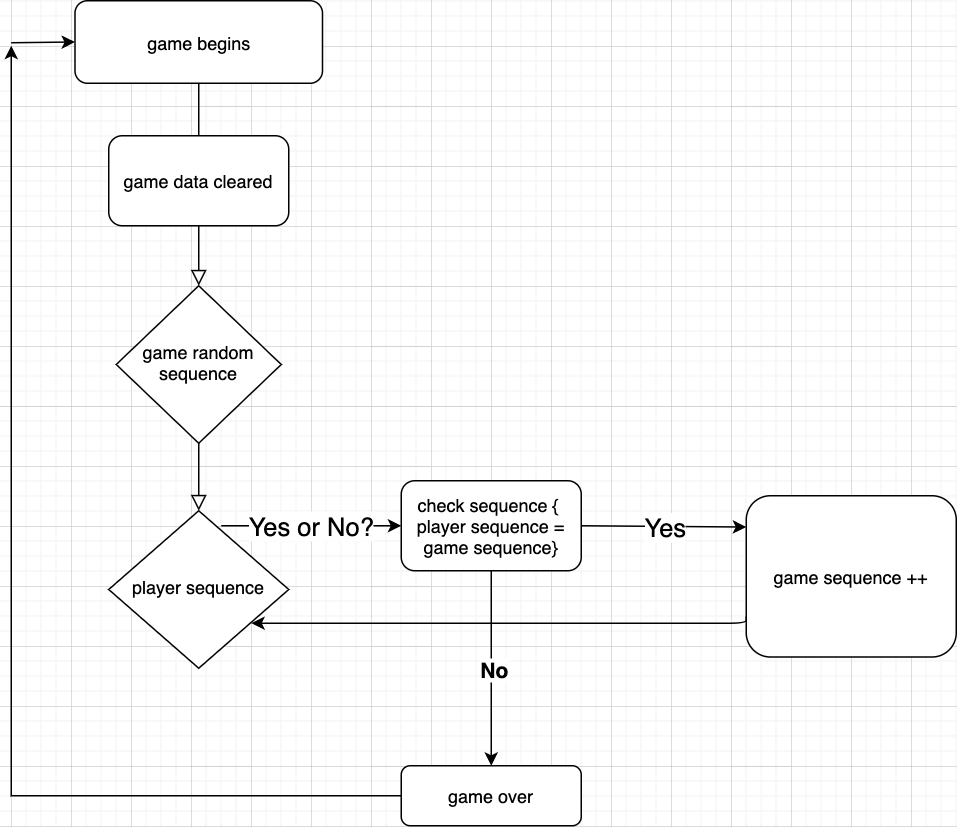 game begins
game data cleared
game random
sequence
player sequence
Yes or No?
check sequence {
player sequence =
game sequence}
Yes
game sequence ++
No
game over